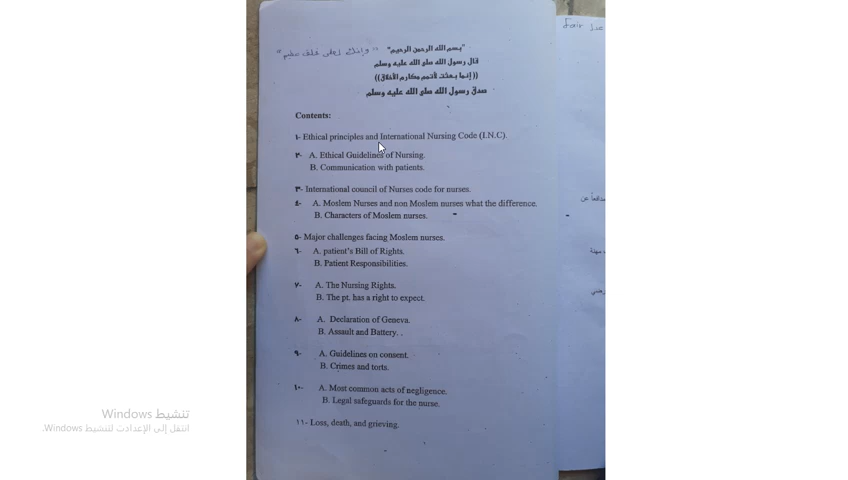 Fair
"بسم الله الرحمن الرحيم" "وإنك لعلى خلق عظيم"
قال رسول الله صلى الله عليه وسلم
((إنما بعثت لأتمم مكارم الأخلاق))
صدق رسول الله صلى الله عليه وسلم
Contents:
١- Ethical principles and International Nursing Code (I.N.C).
٢- A. Ethical Guidelines of Nursing.
B. Communication with patients.
٣- International council of Nurses code for nurses.
٤- A. Moslem Nurses and non Moslem nurses what the difference.
B. Characters of Moslem nurses.
٥- Major challenges facing Moslem nurses.
٦- A. patient's Bill of Rights.
B. Patient Responsibilities.
٧- A. The Nursing Rights.
B. The pt. has a right to expect.
٨- A. Declaration of Geneva.
B. Assault and Battery. .
٩- A. Guidelines on consent.
B. Crimes and torts.
١٠- A. Most common acts of negligence.
B. Legal safeguards for the nurse.
١١- Loss, death, and grieving.
تنشيط Windows
انتقل إلى الإعدادت لتنشيط Windows.